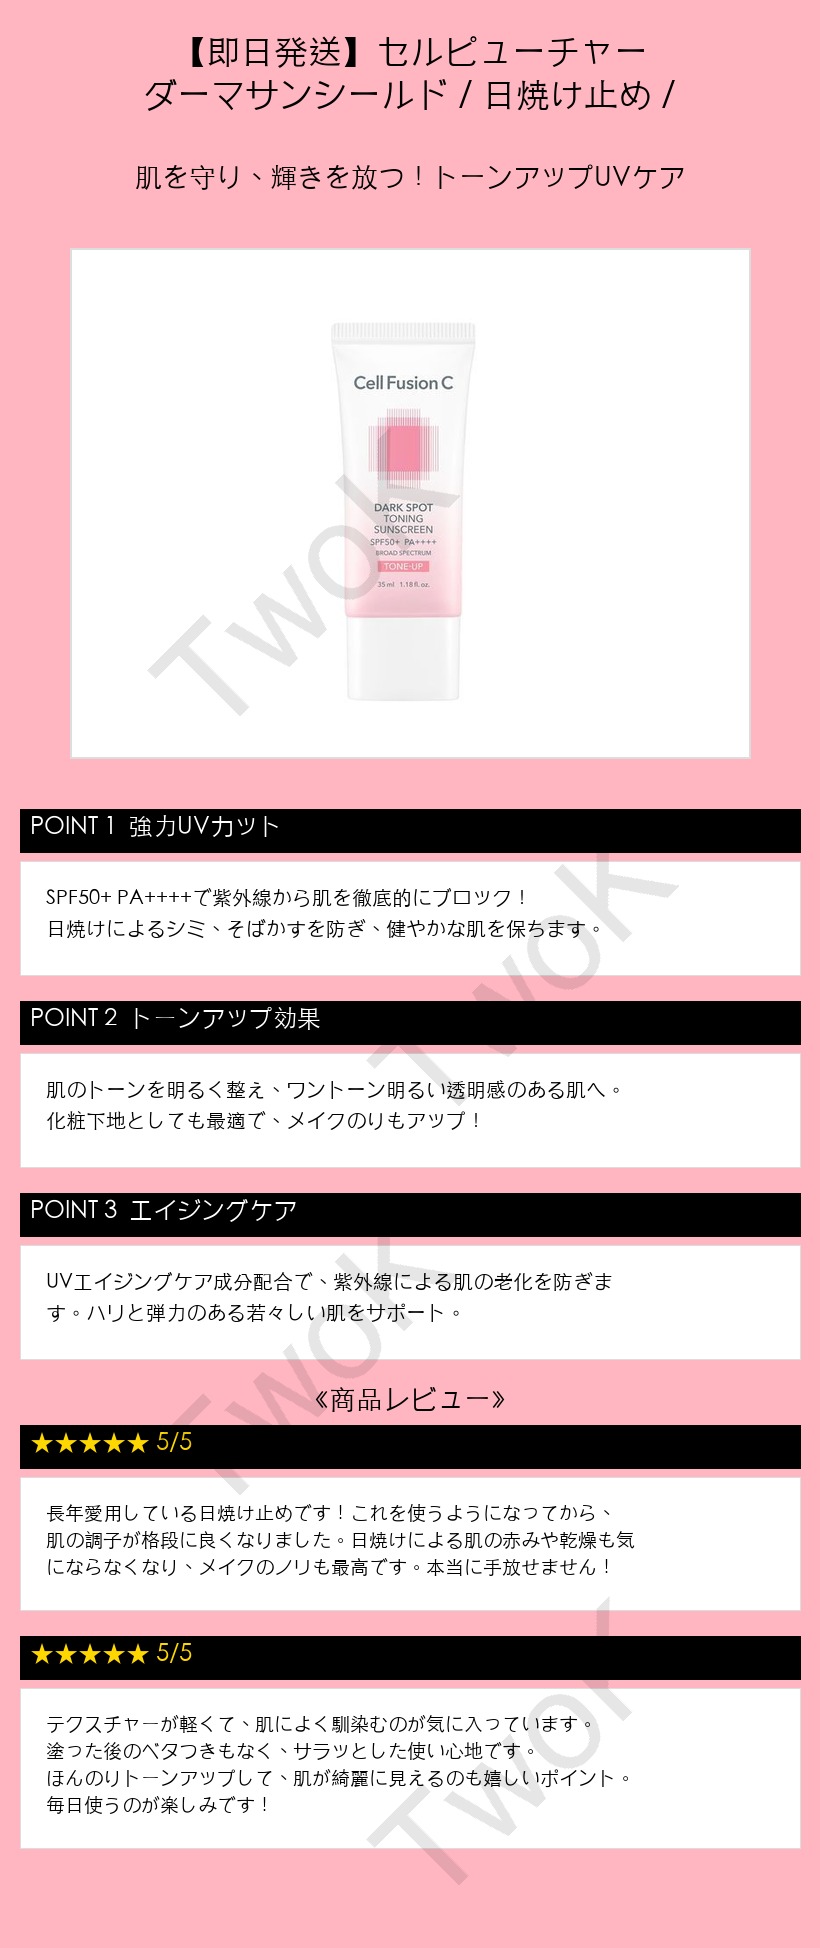 【即日発送】セルピューチャー
ダーマサンシールド / 日焼け止め /
肌を守り、輝きを放つ！トーンアップUVケア
Cell Fusion C
DARK SPOT
TONING
SUNSCREEN
SPF50+ PA++++
BROAD SPECTRUM
TONE-UP
35 ml 1.18 fl. oz.
TwoK
POINT 1 強力UVカット
SPF50+ PA++++で紫外線から肌を徹底的にブロック！
日焼けによるシミ、そばかすを防ぎ、健やかな肌を保ちます。
TwoK
POINT 2 トーンアップ効果
肌のトーンを明るく整え、ワントーン明るい透明感のある肌へ。
化粧下地としても最適で、メイクのりもアップ！
POINT 3 エイジングケア
UVエイジングケア成分配合で、紫外線による肌の老化を防ぎま
す。ハリと弾力のある若々しい肌をサポート。
TwoK
《商品レビュー》
★★★★★ 5/5
長年愛用している日焼け止めです！これを使うようになってから、
肌の調子が格段に良くなりました。日焼けによる肌の赤みや乾燥も気
にならなくなり、メイクのノリも最高です。本当に手放せません！
★★★★★ 5/5
テクスチャーが軽くて、肌によく馴染むのが気に入っています。
塗った後のベタつきもなく、サラッとした使い心地です。
ほんのりトーンアップして、肌が綺麗に見えるのも嬉しいポイント。
毎日使うのが楽しみです！
TwoK